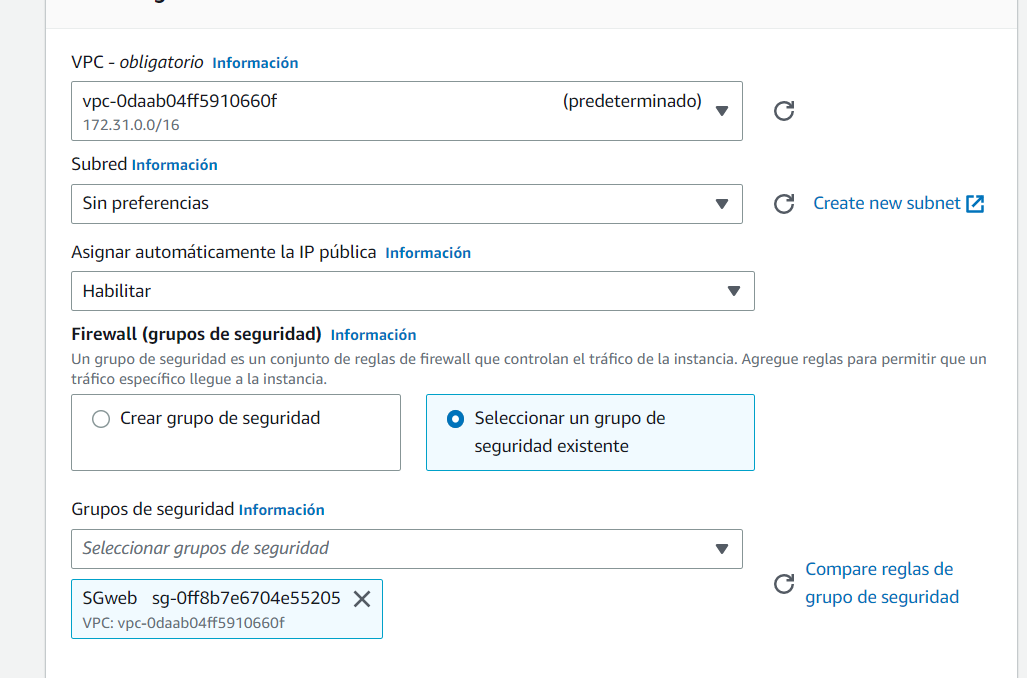 VPC - obligatorio Información
vpc-0daab04ff5910660f (predeterminado)
172.31.0.0/16
Subred Información
Sin preferencias
Create new subnet
Asignar automáticamente la IP pública Información
Habilitar
Firewall (grupos de seguridad) Información
Un grupo de seguridad es un conjunto de reglas de firewall que controlan el tráfico de la instancia. Agregue reglas para permitir que un
tráfico específico llegue a la instancia.
Crear grupo de seguridad
Seleccionar un grupo de
seguridad existente
Grupos de seguridad Información
Seleccionar grupos de seguridad
Compare reglas de
grupo de seguridad
SGweb sg-0ff8b7e6704e55205
VPC: vpc-0daab04ff5910660f